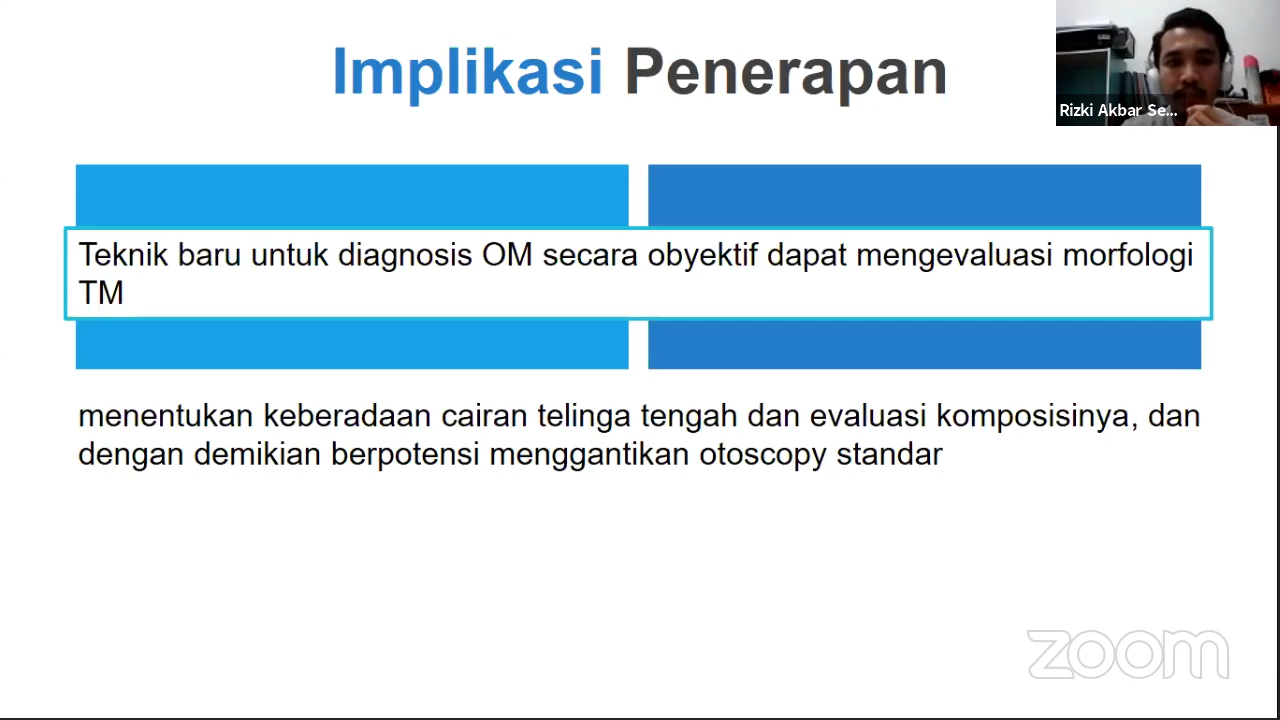 Implikasi Penerapan
Rizki Akbar Se...
Teknik baru untuk diagnosis OM secara obyektif dapat mengevaluasi morfologi
TM
menentukan keberadaan cairan telinga tengah dan evaluasi komposisinya, dan
dengan demikian berpotensi menggantikan otoscopy standar
zoom